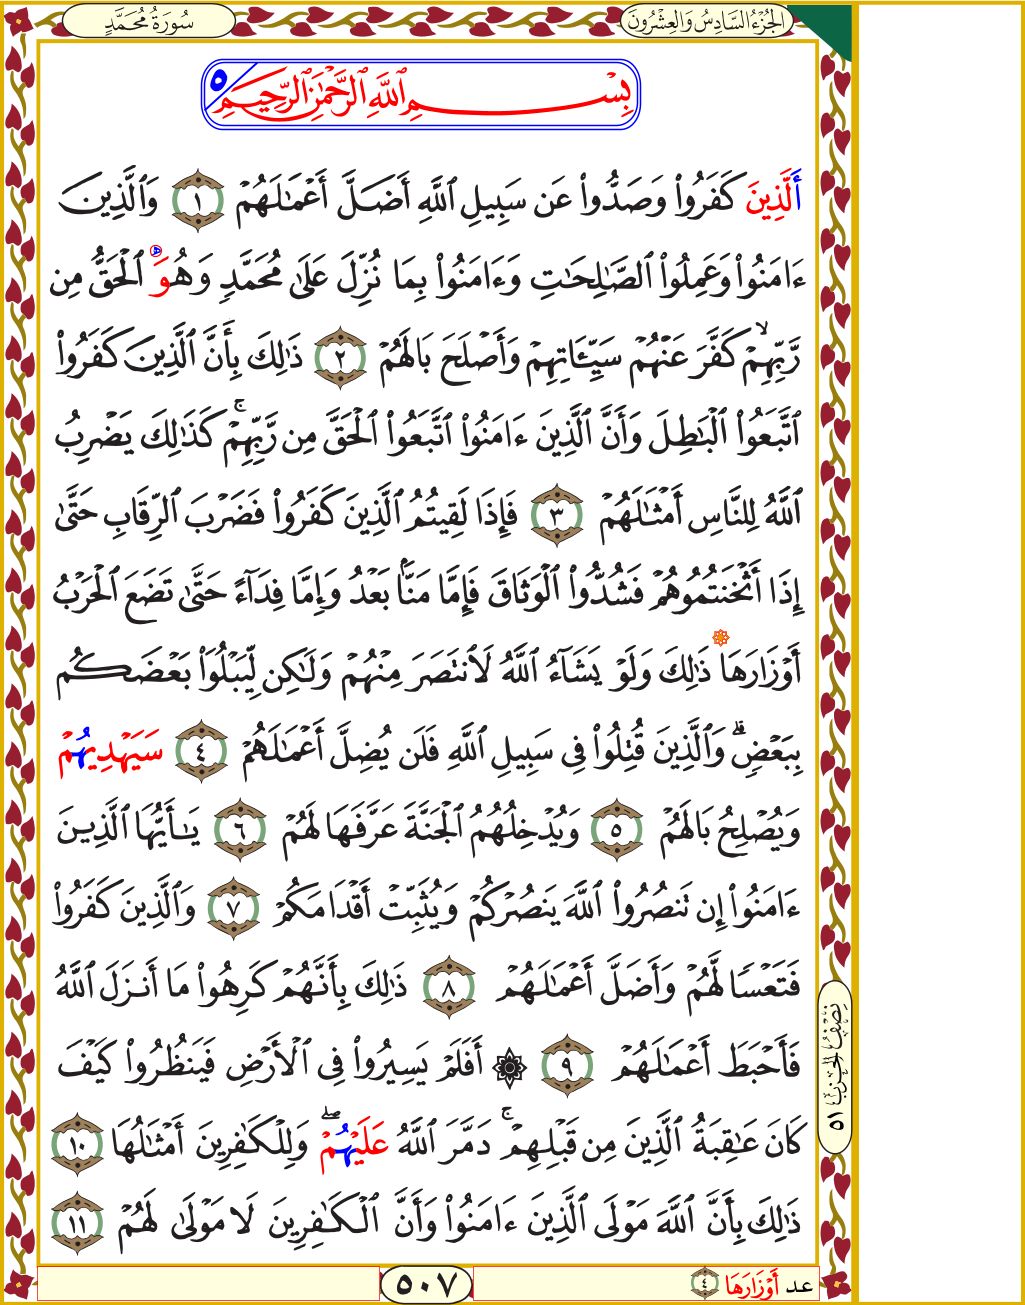 سُورَةُ مُحَمَّدٍ
الجُزْءُ السَّادِسُ وَالعِشْرُونَ
بِسْمِ ٱللَّهِ ٱلرَّحْمَٰنِ ٱلرَّحِيمِ ٥
ٱَلَّذِينَ كَفَرُواْ وَصَدُّواْ عَن سَبِيلِ ٱللَّهِ أَضَلَّ أَعْمَٰلَهُمْ ١ وَٱلَّذِينَ
ءَامَنُواْ وَعَمِلُواْ ٱلصَّٰلِحَٰتِ وَءَامَنُواْ بِمَا نُزِّلَ عَلَىٰ مُحَمَّدٍ وَهُوَ ٱلْحَقُّ مِن
رَّبِّهِمْ ۙ كَفَّرَ عَنْهُمْ سَيِّـَٔاتِهِمْ وَأَصْلَحَ بَالَهُمْ ٢ ذَٰلِكَ بِأَنَّ ٱلَّذِينَ كَفَرُواْ
ٱتَّبَعُواْ ٱلْبَٰطِلَ وَأَنَّ ٱلَّذِينَ ءَامَنُواْ ٱتَّبَعُواْ ٱلْحَقَّ مِن رَّبِّهِمْ ۚ كَذَٰلِكَ يَضْرِبُ
ٱللَّهُ لِلنَّاسِ أَمْثَٰلَهُمْ ٣ فَإِذَا لَقِيتُمُ ٱلَّذِينَ كَفَرُواْ فَضَرْبَ ٱلرِّقَابِ حَتَّىٰ
إِذَا أَثْخَنتُمُوهُمْ فَشُدُّواْ ٱلْوَثَاقَ فَإِمَّا مَنَّۢا بَعْدُ وَإِمَّا فِدَآءً حَتَّىٰ تَضَعَ ٱلْحَرْبُ
أَوْزَارَهَا ذَٰلِكَ وَلَوْ يَشَآءُ ٱللَّهُ لَٱنتَصَرَ مِنْهُمْ وَلَٰكِن لِّيَبْلُوَاْ بَعْضَكُم
بِبَعْضٍ ۗ وَٱلَّذِينَ قُتِلُواْ فِى سَبِيلِ ٱللَّهِ فَلَن يُضِلَّ أَعْمَٰلَهُمْ ٤ سَيَهْدِيهُمْ
وَيُصْلِحُ بَالَهُمْ ٥ وَيُدْخِلُهُمُ ٱلْجَنَّةَ عَرَّفَهَا لَهُمْ ٦ يَٰٓأَيُّهَا ٱلَّذِينَ
ءَامَنُواْ إِن تَنصُرُواْ ٱللَّهَ يَنصُرْكُمْ وَيُثَبِّتْ أَقْدَامَكُمْ ٧ وَٱلَّذِينَ كَفَرُواْ
فَتَعْسًا لَّهُمْ وَأَضَلَّ أَعْمَٰلَهُمْ ٨ ذَٰلِكَ بِأَنَّهُمْ كَرِهُواْ مَا أَنزَلَ ٱللَّهُ
فَأَحْبَطَ أَعْمَٰلَهُمْ ٩ ۞ أَفَلَمْ يَسِيرُواْ فِى ٱلْأَرْضِ فَيَنظُرُواْ كَيْفَ
كَانَ عَٰقِبَةُ ٱلَّذِينَ مِن قَبْلِهِمْ ۚ دَمَّرَ ٱللَّهُ عَلَيْهُمْ ۖ وَلِلْكَٰفِرِينَ أَمْثَٰلُهَا ١٠
ذَٰلِكَ بِأَنَّ ٱللَّهَ مَوْلَى ٱلَّذِينَ ءَامَنُواْ وَأَنَّ ٱلْكَٰفِرِينَ لَا مَوْلَىٰ لَهُمْ ١١
نِصْفُ الحِزْبِ ٥١
عد أَوْزَارَهَا ٤
٥٠٧